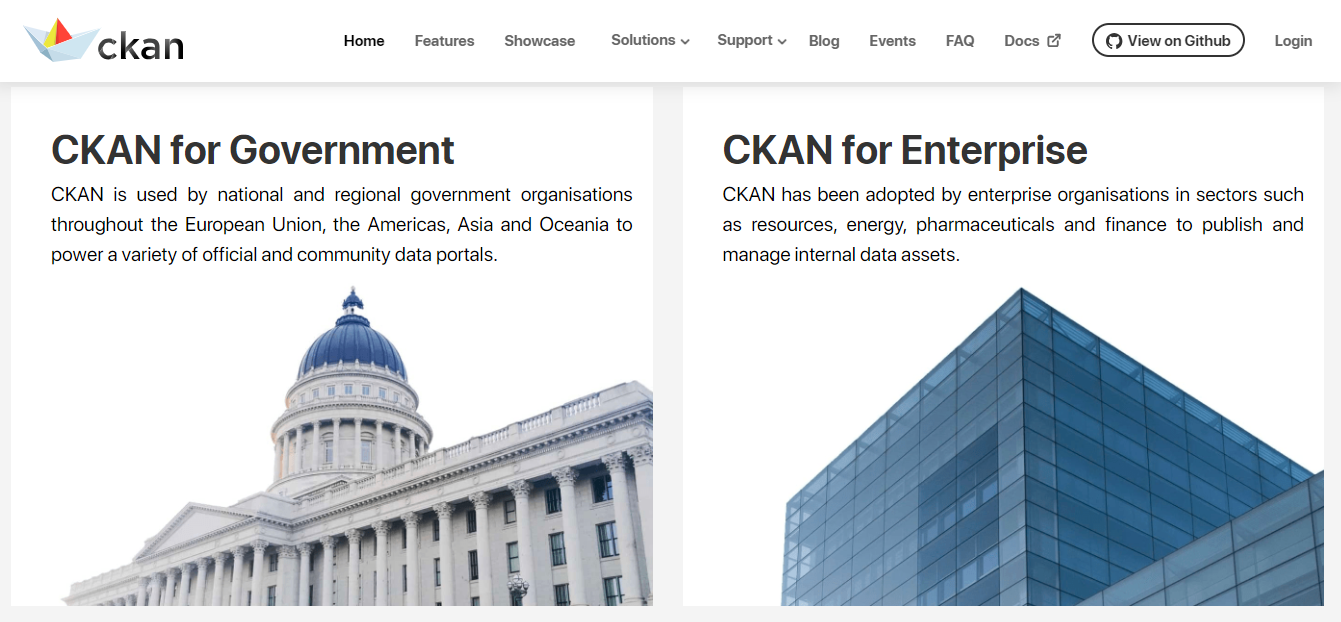 ckan
Home Features Showcase Solutions Support Blog Events FAQ Docs View on Github Login
CKAN for Government
CKAN is used by national and regional government organisations
throughout the European Union, the Americas, Asia and Oceania to
power a variety of official and community data portals.
CKAN for Enterprise
CKAN has been adopted by enterprise organisations in sectors such
as resources, energy, pharmaceuticals and finance to publish and
manage internal data assets.